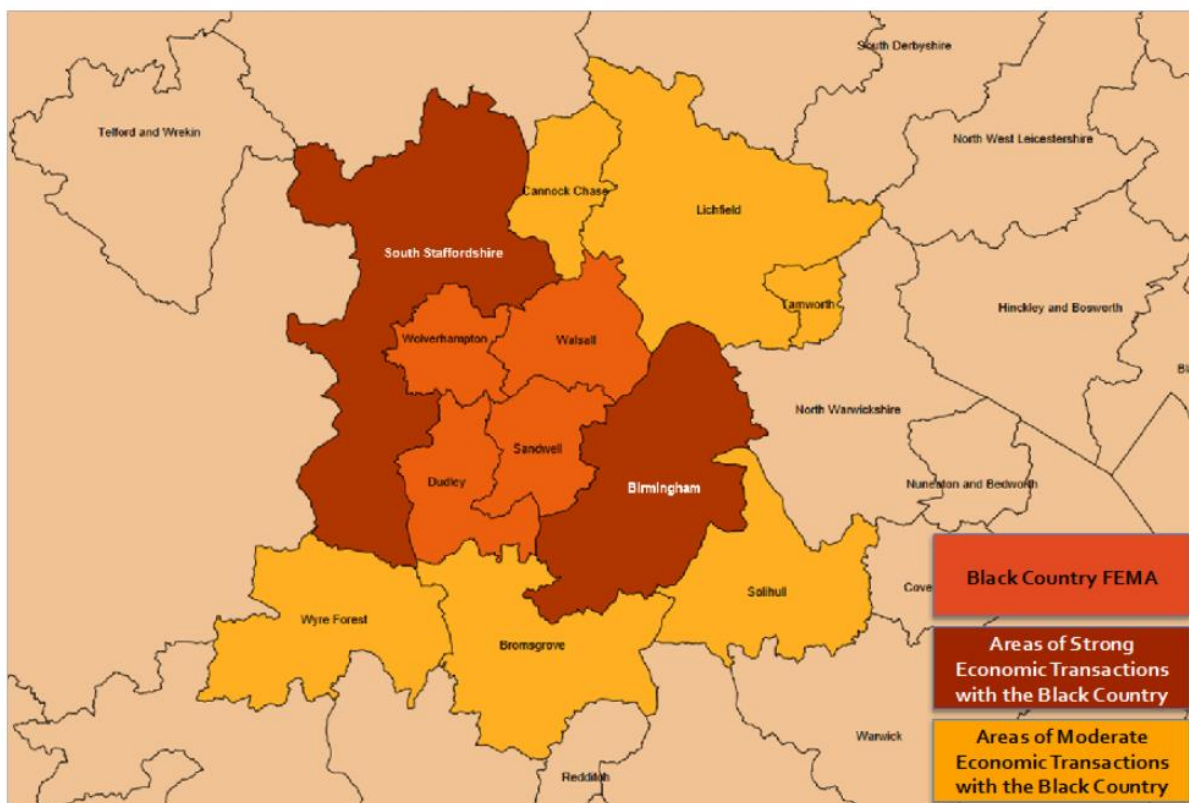 South Derbyshire
Telford and Wrekin
North West Leicestershire
Cannock Chase
Lichfield
South Staffordshire
Tamworth
Hinckley and Bosworth
Wolverhampton
Walsall
Bl
North Warwickshire
Sandwell
Dudley
Birmingham
Nuneaton and Bedworth
Black Country FEMA
Solihull
Cove
Wyre Forest
Bromsgrove
Areas of Strong
Economic Transactions
with the Black Country
Warwick
Areas of Moderate
Economic Transactions
with the Black Country
Redditch